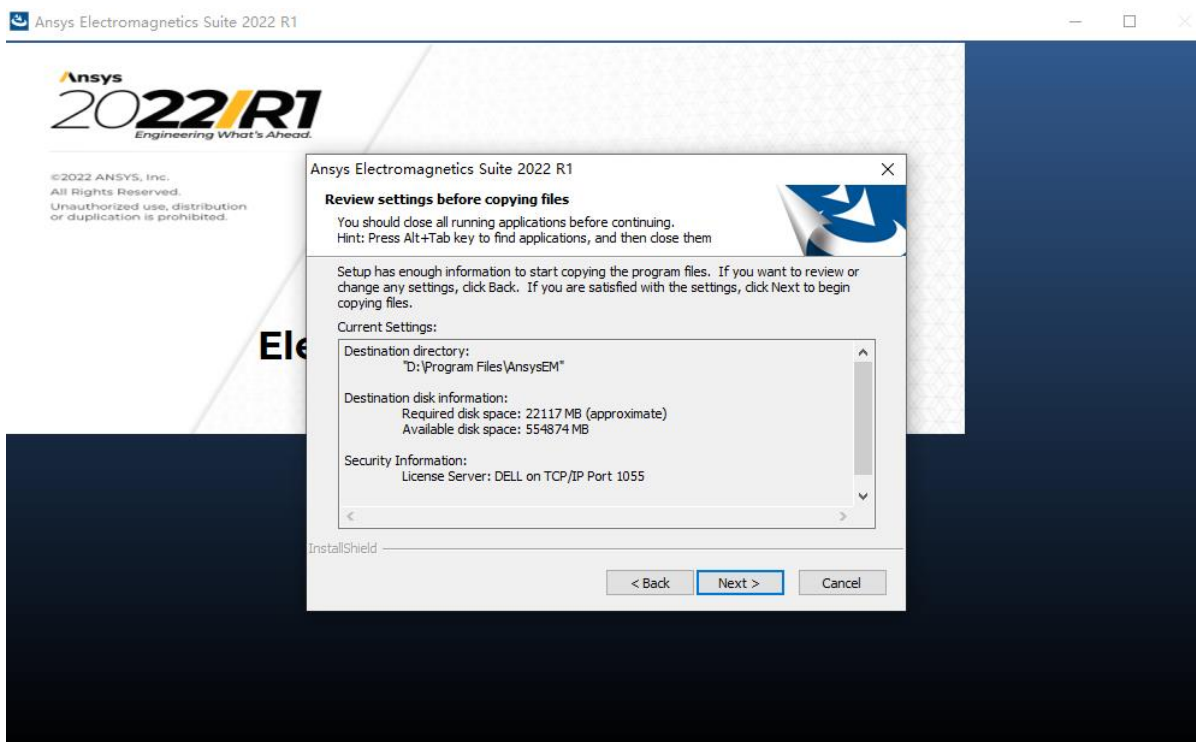 Ansys Electromagnetics Suite 2022 R1
Ansys
2022/R1
Engineering What's Ahead.
©2022 ANSYS, Inc.
All Rights Reserved.
Unauthorized use, distribution
or duplication is prohibited.
Ele
Ansys Electromagnetics Suite 2022 R1
Review settings before copying files
You should close all running applications before continuing.
Hint: Press Alt+Tab key to find applications, and then close them
Setup has enough information to start copying the program files. If you want to review or
change any settings, click Back. If you are satisfied with the settings, click Next to begin
copying files.
Current Settings:
Destination directory:
"D:\Program Files\AnsysEM"
Destination disk information:
Required disk space: 22117 MB (approximate)
Available disk space: 554874 MB
Security Information:
License Server: DELL on TCP/IP Port 1055
InstallShield
< Back Next > Cancel